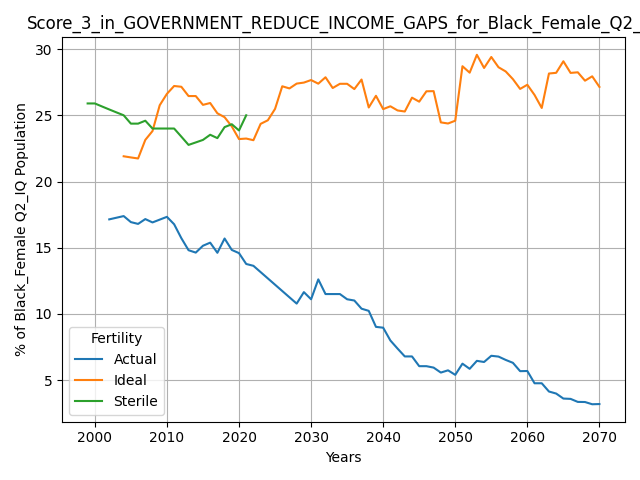 Score_3_in_GOVERNMENT_REDUCE_INCOME_GAPS_for_Black_Female_Q2_
% of Black_Female Q2_IQ Population
30
25
20
15
10
5
Fertility
Actual
Ideal
Sterile
2000 2010 2020 2030 2040 2050 2060 2070
Years